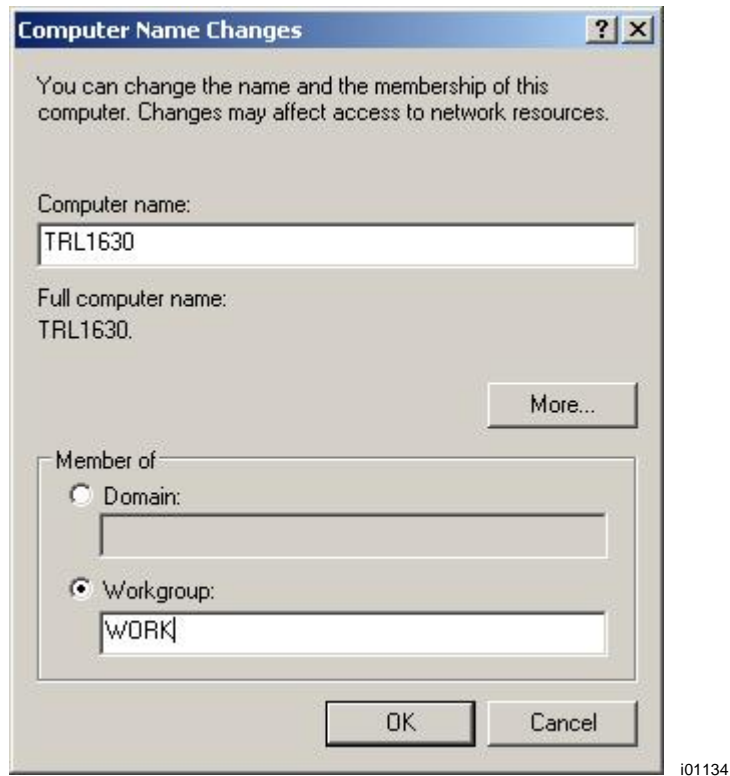 Computer Name Changes
You can change the name and the membership of this
computer. Changes may affect access to network resources.
Computer name:
TRL1630
Full computer name:
TRL1630.
More...
Member of
Domain:
Workgroup:
WORK
OK Cancel
i01134